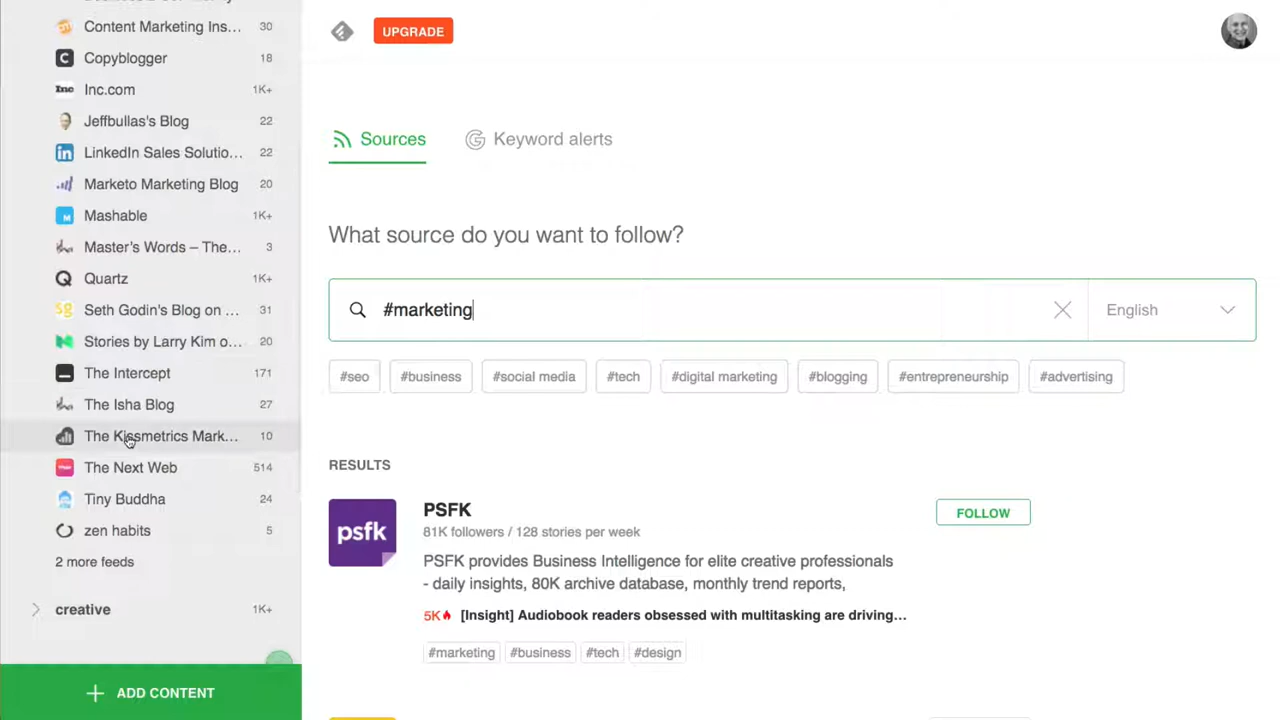 Content Marketing Ins... 30
Copyblogger 18
Inc.com 1K+
Jeffbullas's Blog 22
LinkedIn Sales Solutio... 22
Marketo Marketing Blog 20
Mashable 1K+
Master's Words – The... 3
Quartz 1K+
Seth Godin's Blog on ... 31
Stories by Larry Kim o... 20
The Intercept 171
The Isha Blog 27
The Kissmetrics Mark... 10
The Next Web 514
Tiny Buddha 24
zen habits 5
2 more feeds
creative 1K+
ADD CONTENT
UPGRADE
Sources Keyword alerts
What source do you want to follow?
#marketing English
#seo #business #social media #tech #digital marketing #blogging #entrepreneurship #advertising
RESULTS
psfk
PSFK
FOLLOW
81K followers / 128 stories per week
PSFK provides Business Intelligence for elite creative professionals
- daily insights, 80K archive database, monthly trend reports,
5K [Insight] Audiobook readers obsessed with multitasking are driving...
#marketing #business #tech #design